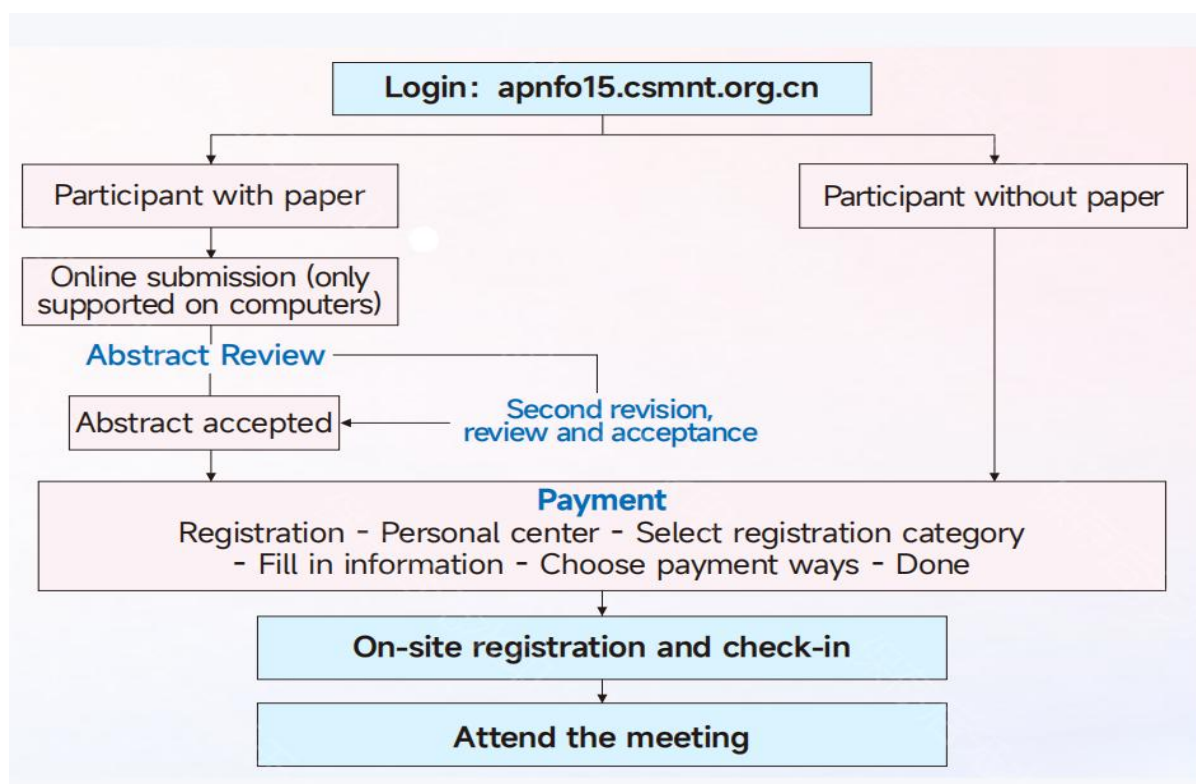 Login: apnfo15.csmnt.org.cn
Participant with paper
Participant without paper
Online submission (only
supported on computers)
Abstract Review
Abstract accepted
Second revision,
review and acceptance
Payment
Registration - Personal center - Select registration category
- Fill in information - Choose payment ways - Done
On-site registration and check-in
Attend the meeting